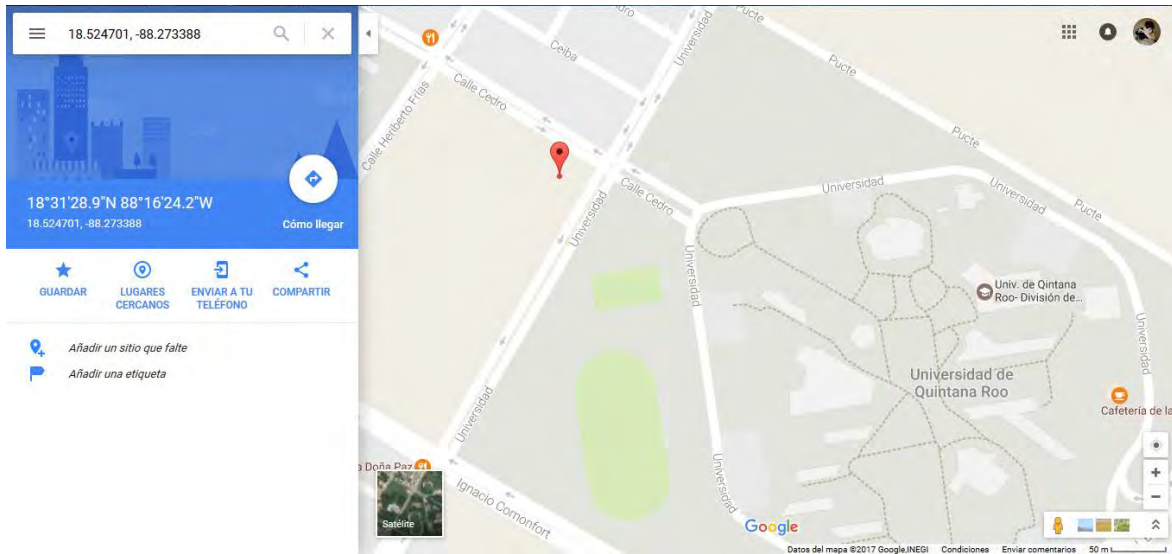 18.524701, -88.273388
18°31'28.9"N 88°16'24.2"W
18.524701, -88.273388
Cómo llegar
GUARDAR
LUGARES
CERCANOS
ENVIAR A TU
TELÉFONO
COMPARTIR
Añadir un sitio que falte
Añadir una etiqueta
Pucte
Universidad
Ceiba
Pucte
Calle Cedro
Calle Heriberto Frías
Pucte
Calle Cedro
Universidad
Universidad
Pucte
Universidad
Universidad
Univ. de Qintana
Roo- División de...
Universidad
Universidad de
Quintana Roo
Universidad
Cafetería de la
Doña Paz
Universidad
Ignacio Comonfort
Satélite
Google
Datos del mapa ©2017 Google,INEGI Condiciones Enviar comentarios 50 m